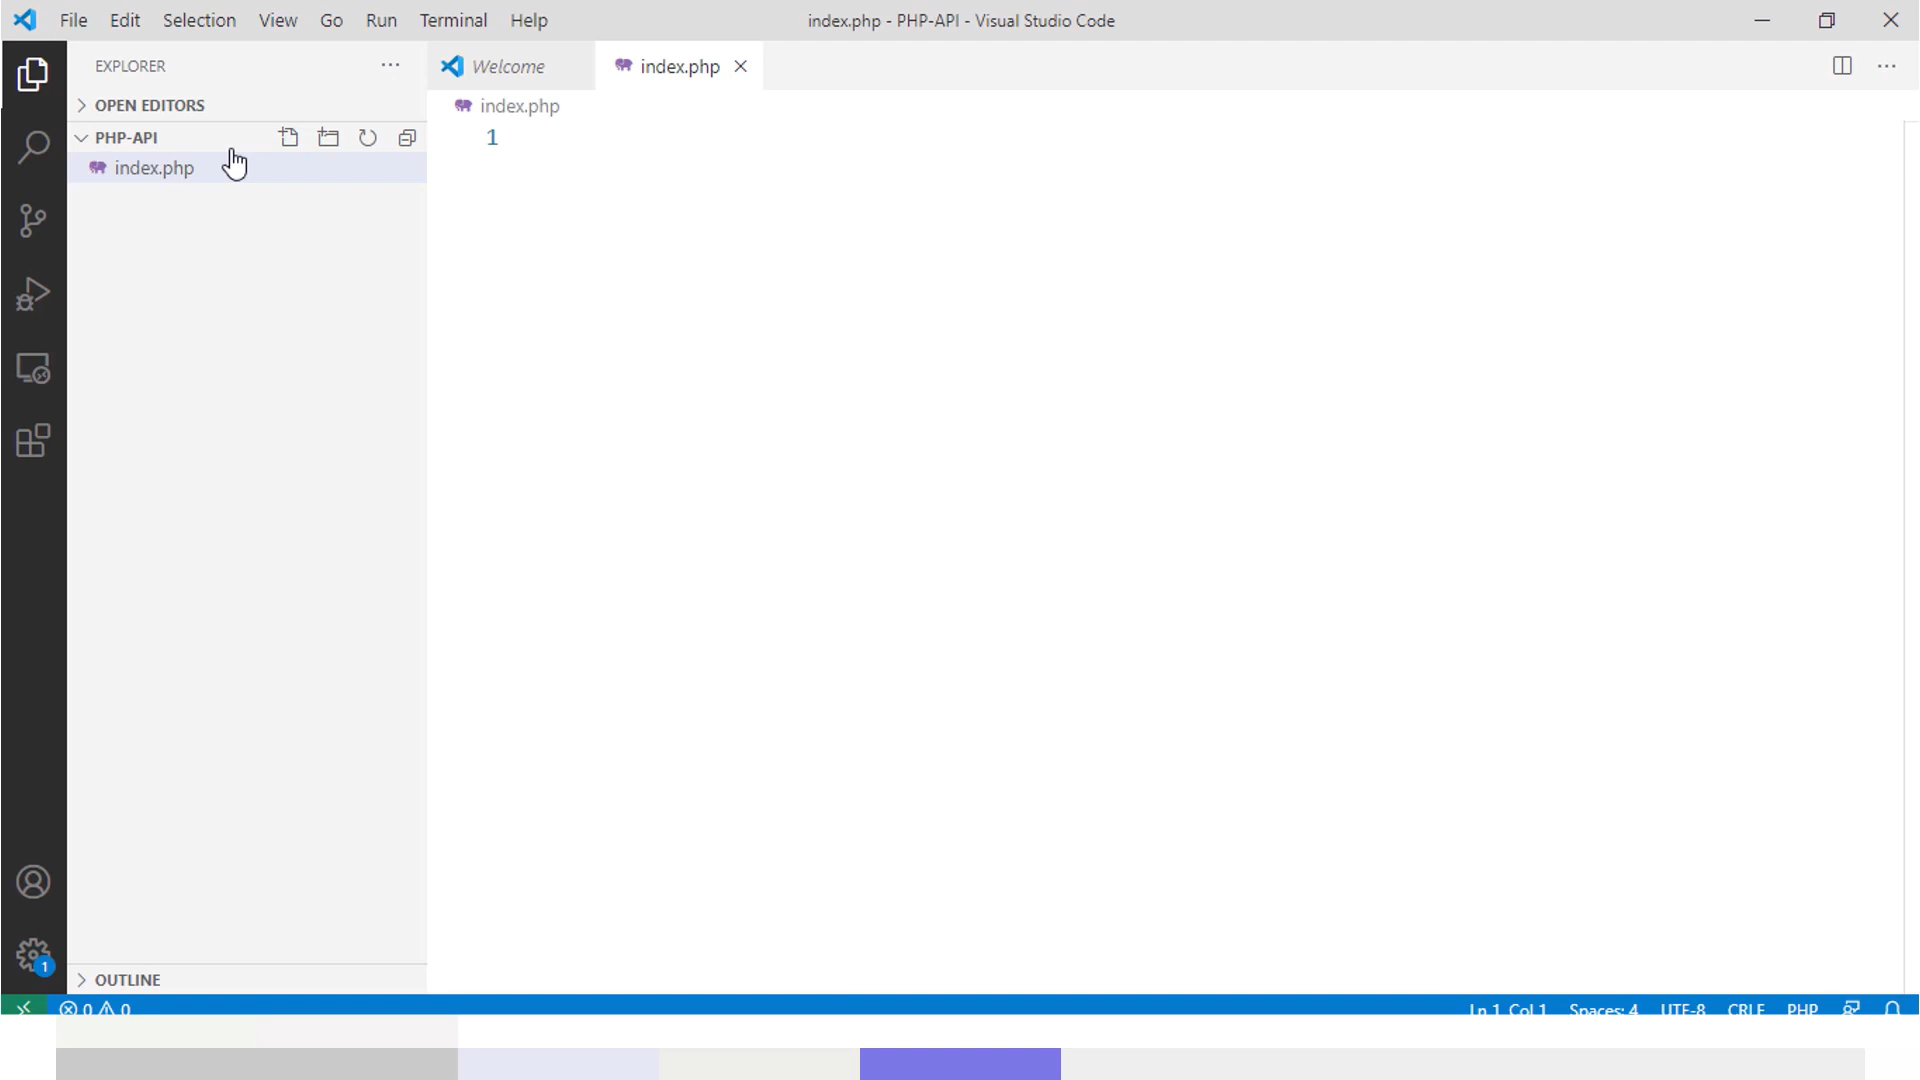 File Edit Selection View Go Run Terminal Help index.php - PHP-API - Visual Studio Code
EXPLORER
Welcome index.php
OPEN EDITORS
index.php
PHP-API
1
index.php
1
OUTLINE
0 0 Ln 1, Col 1 Spaces: 4 UTF-8 CRLF PHP